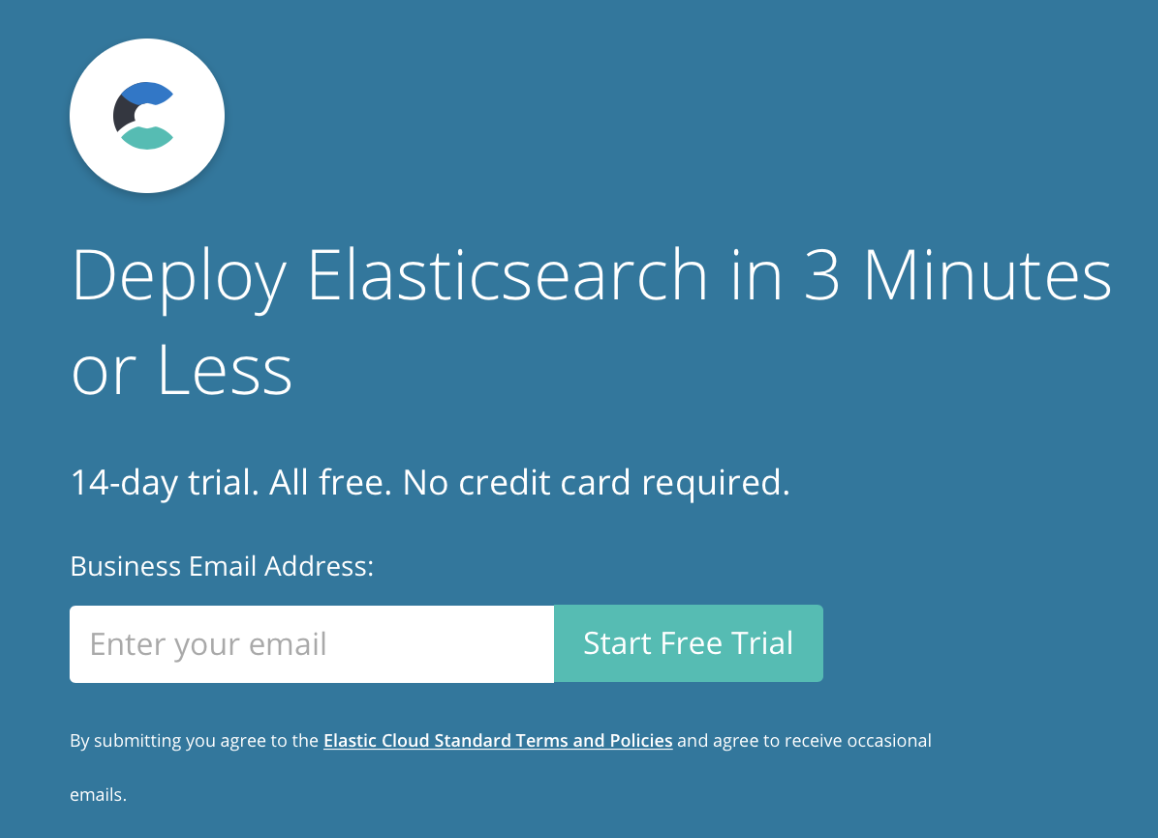 Deploy Elasticsearch in 3 Minutes
or Less
14-day trial. All free. No credit card required.
Business Email Address:
Enter your email
Start Free Trial
By submitting you agree to the Elastic Cloud Standard Terms and Policies and agree to receive occasional
emails.